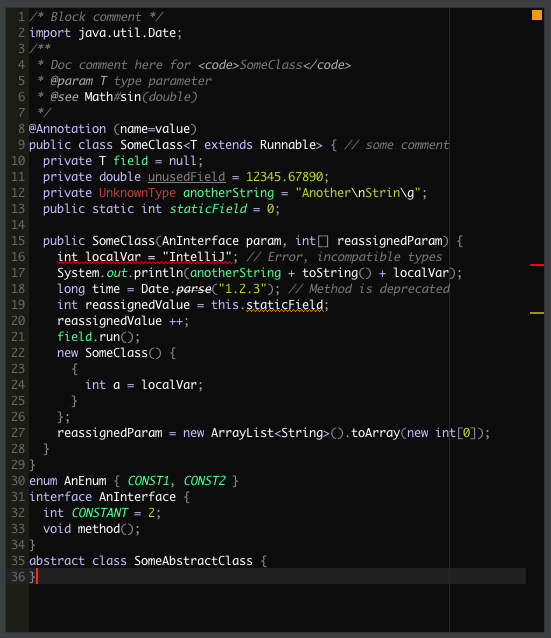 1 /* Block comment */
2 import java.util.Date;
3 /**
4  * Doc comment here for <code>SomeClass</code>
5  * @param T type parameter
6  * @see Math#sin(double)
7  */
8 @Annotation (name=value)
9 public class SomeClass<T extends Runnable> { // some comment
10   private T field = null;
11   private double unusedField = 12345.67890;
12   private UnknownType anotherString = "Another\nStrin\g";
13   public static int staticField = 0;
14
15   public SomeClass(AnInterface param, int[] reassignedParam) {
16     int localVar = "IntelliJ"; // Error, incompatible types
17     System.out.println(anotherString + toString() + localVar);
18     long time = Date.parse("1.2.3"); // Method is deprecated
19     int reassignedValue = this.staticField;
20     reassignedValue ++;
21     field.run();
22     new SomeClass() {
23       {
24         int a = localVar;
25       }
26     };
27     reassignedParam = new ArrayList<String>().toArray(new int[0]);
28   }
29 }
30 enum AnEnum { CONST1, CONST2 }
31 interface AnInterface {
32   int CONSTANT = 2;
33   void method();
34 }
35 abstract class SomeAbstractClass {
36 }